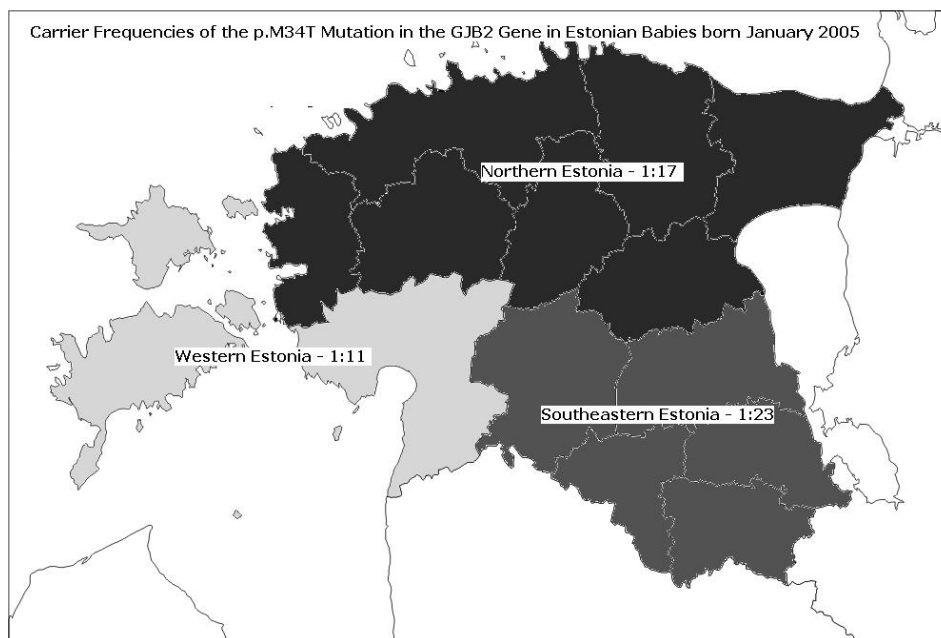 Carrier Frequencies of the p.M34T Mutation in the GJB2 Gene in Estonian Babies born January 2005
Northern Estonia - 1:17
Western Estonia - 1:11
Southeastern Estonia - 1:23